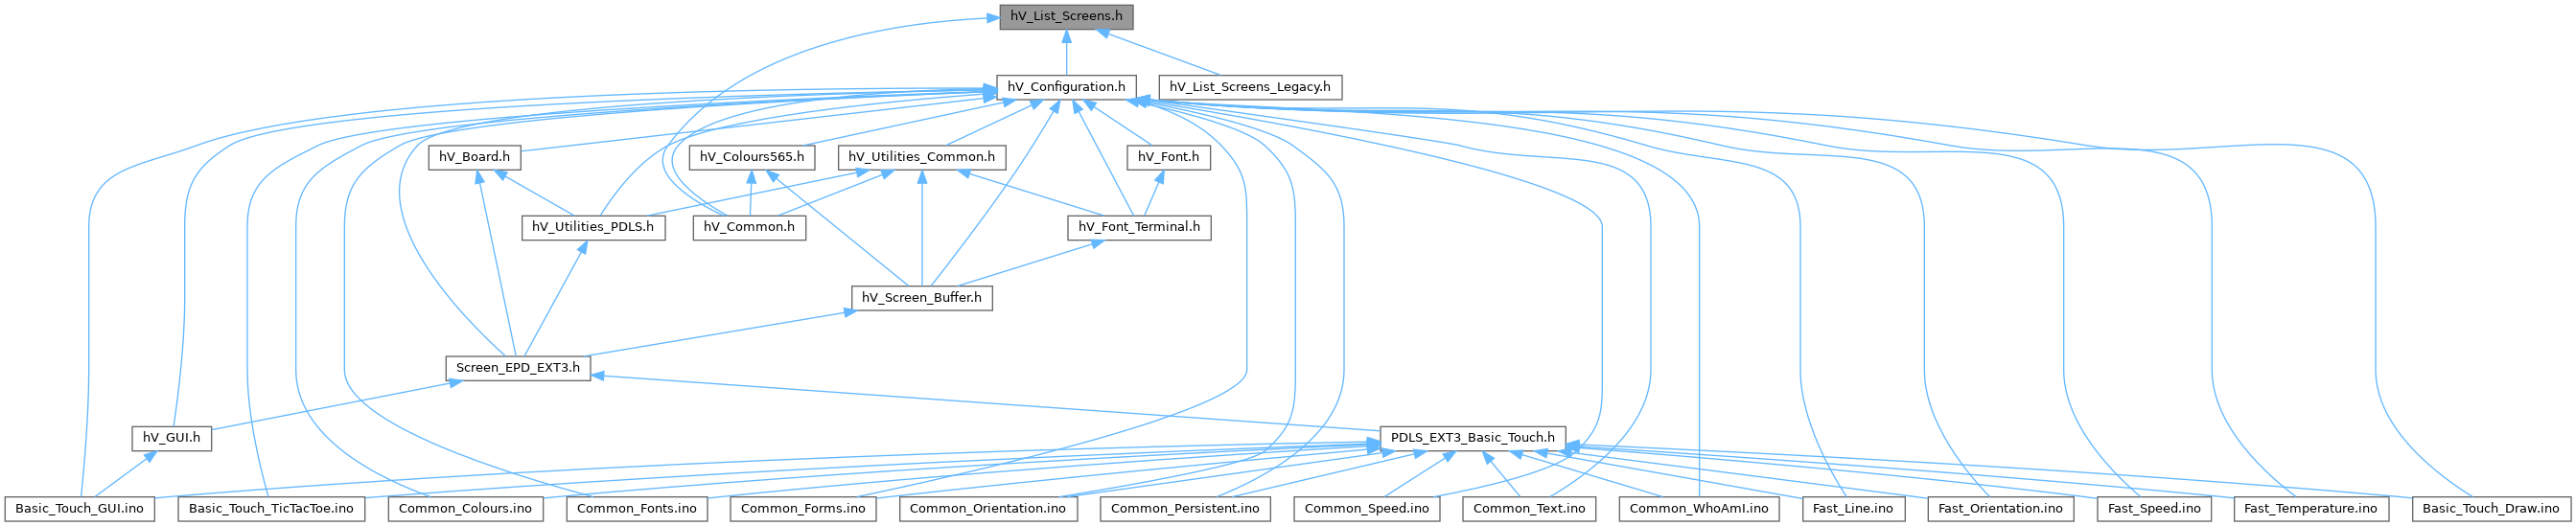 hV_List_Screens.h
hV_Configuration.h
hV_List_Screens_Legacy.h
hV_Board.h
hV_Colours565.h
hV_Utilities_Common.h
hV_Font.h
hV_Utilities_PDLS.h
hV_Common.h
hV_Font_Terminal.h
hV_Screen_Buffer.h
Screen_EPD_EXT3.h
hV_GUI.h
PDLS_EXT3_Basic_Touch.h
Basic_Touch_GUI.ino
Basic_Touch_TicTacToe.ino
Common_Colours.ino
Common_Fonts.ino
Common_Forms.ino
Common_Orientation.ino
Common_Persistent.ino
Common_Speed.ino
Common_Text.ino
Common_WhoAmI.ino
Fast_Line.ino
Fast_Orientation.ino
Fast_Speed.ino
Fast_Temperature.ino
Basic_Touch_Draw.ino